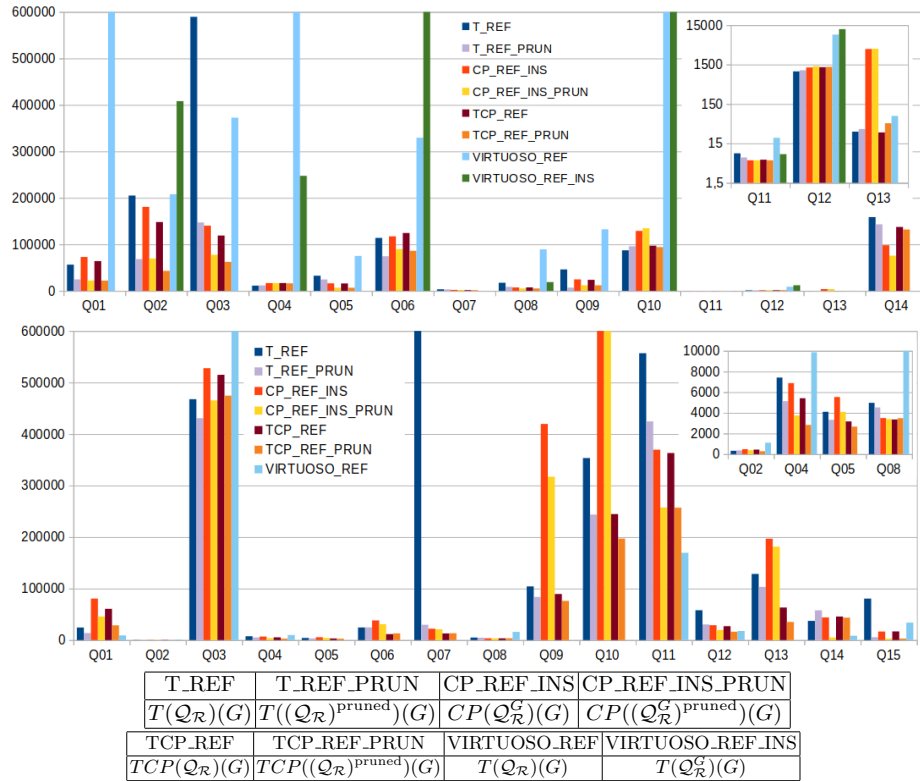 600000
500000
400000
300000
200000
100000
0
T_REF
T_REF_PRUN
CP_REF_INS
CP_REF_INS_PRUN
TCP_REF
TCP_REF_PRUN
VIRTUOSO_REF
VIRTUOSO_REF_INS
15000
1500
150
15
1,5
Q11 Q12 Q13
Q01 Q02 Q03 Q04 Q05 Q06 Q07 Q08 Q09 Q10 Q11 Q12 Q13 Q14
600000
500000
400000
300000
200000
100000
0
T_REF
T_REF_PRUN
CP_REF_INS
CP_REF_INS_PRUN
TCP_REF
TCP_REF_PRUN
VIRTUOSO_REF
10000
8000
6000
4000
2000
0
Q02 Q04 Q05 Q08
Q01 Q02 Q03 Q04 Q05 Q06 Q07 Q08 Q09 Q10 Q11 Q12 Q13 Q14 Q15
T_REF T_REF_PRUN CP_REF_INS CP_REF_INS_PRUN
T(𝒬_ℛ)(G) T((𝒬_ℛ)^pruned)(G) CP(𝒬_ℛ^G)(G) CP((𝒬_ℛ^G)^pruned)(G)
TCP_REF TCP_REF_PRUN VIRTUOSO_REF VIRTUOSO_REF_INS
TCP(𝒬_ℛ)(G) TCP((𝒬_ℛ)^pruned)(G) T(𝒬_ℛ)(G) T(𝒬_ℛ^G)(G)